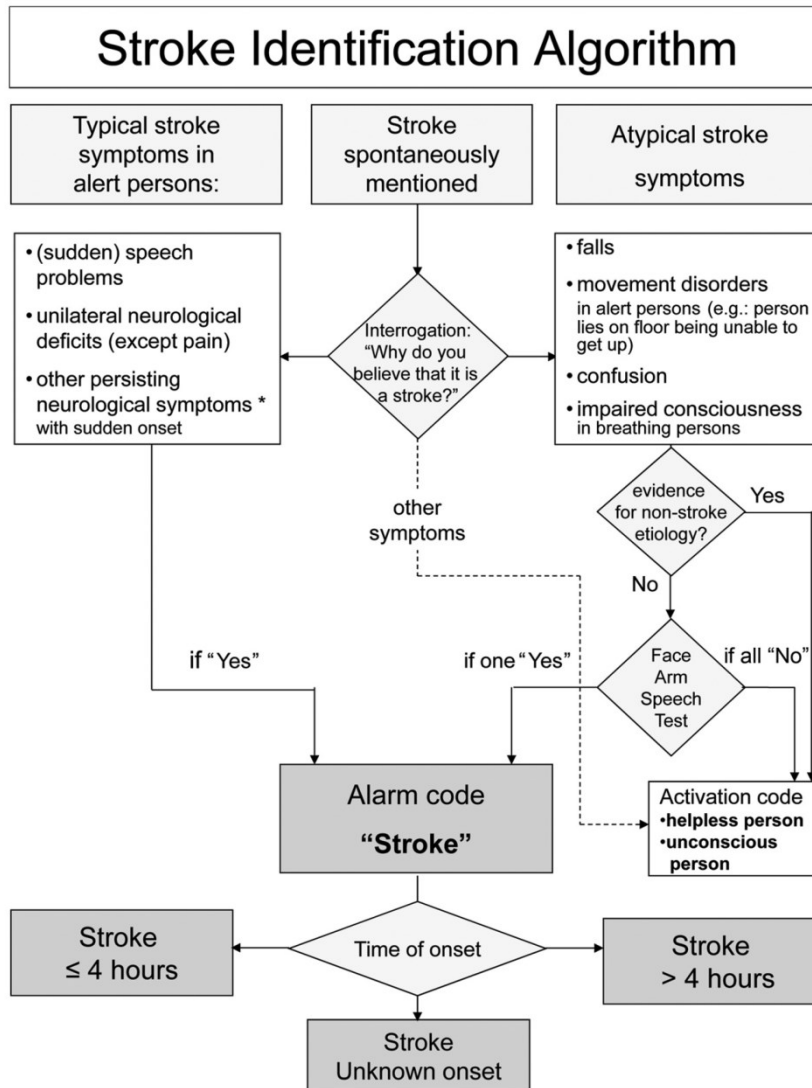 Stroke Identification Algorithm
Typical stroke
symptoms in
alert persons:
Stroke
spontaneously
mentioned
Atypical stroke
symptoms
•(sudden) speech
problems
•unilateral neurological
deficits (except pain)
•other persisting
neurological symptoms *
with sudden onset
Interrogation:
“Why do you
believe that it is
a stroke?”
•falls
•movement disorders
in alert persons (e.g.: person
lies on floor being unable to
get up)
•confusion
•impaired consciousness
in breathing persons
other
symptoms
evidence
for non-stroke
etiology?
Yes
No
if “Yes”
if one “Yes”
Face
Arm
Speech
Test
if all “No”
Alarm code
“Stroke”
Activation code
•helpless person
•unconscious
person
Stroke
≤ 4 hours
Time of onset
Stroke
> 4 hours
Stroke
Unknown onset